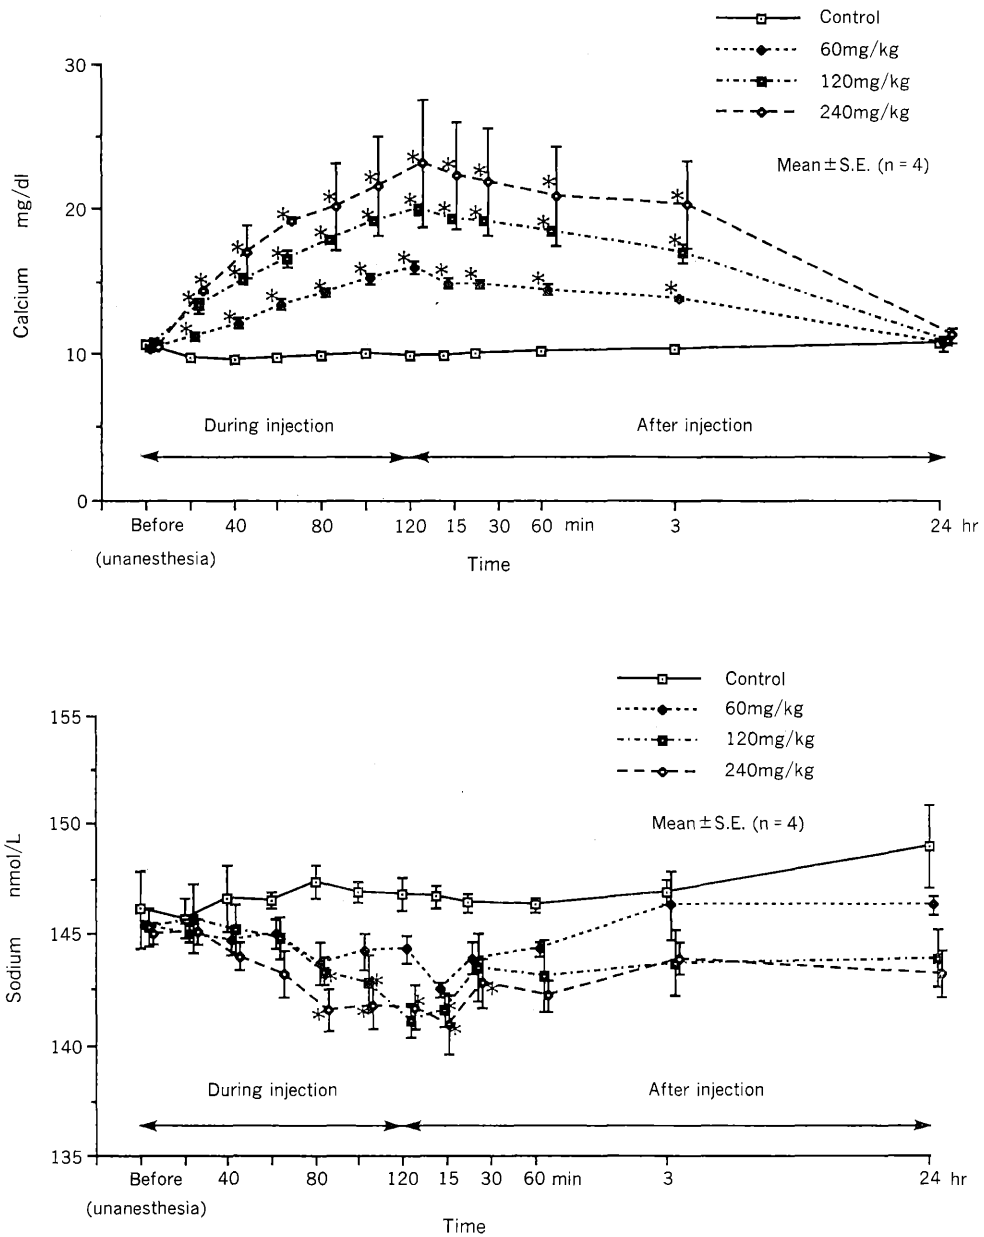 Control
60mg/kg
120mg/kg
240mg/kg
Mean±S.E. (n=4)
30
20
10
0
Calcium mg/dl
During injection
After injection
Before 40 80 120 15 30 60 min 3 24 hr
(unanesthesia)
Time
Control
60mg/kg
120mg/kg
240mg/kg
Mean±S.E. (n=4)
155
150
145
140
135
Sodium nmol/L
During injection
After injection
Before 40 80 120 15 30 60 min 3 24 hr
(unanesthesia)
Time